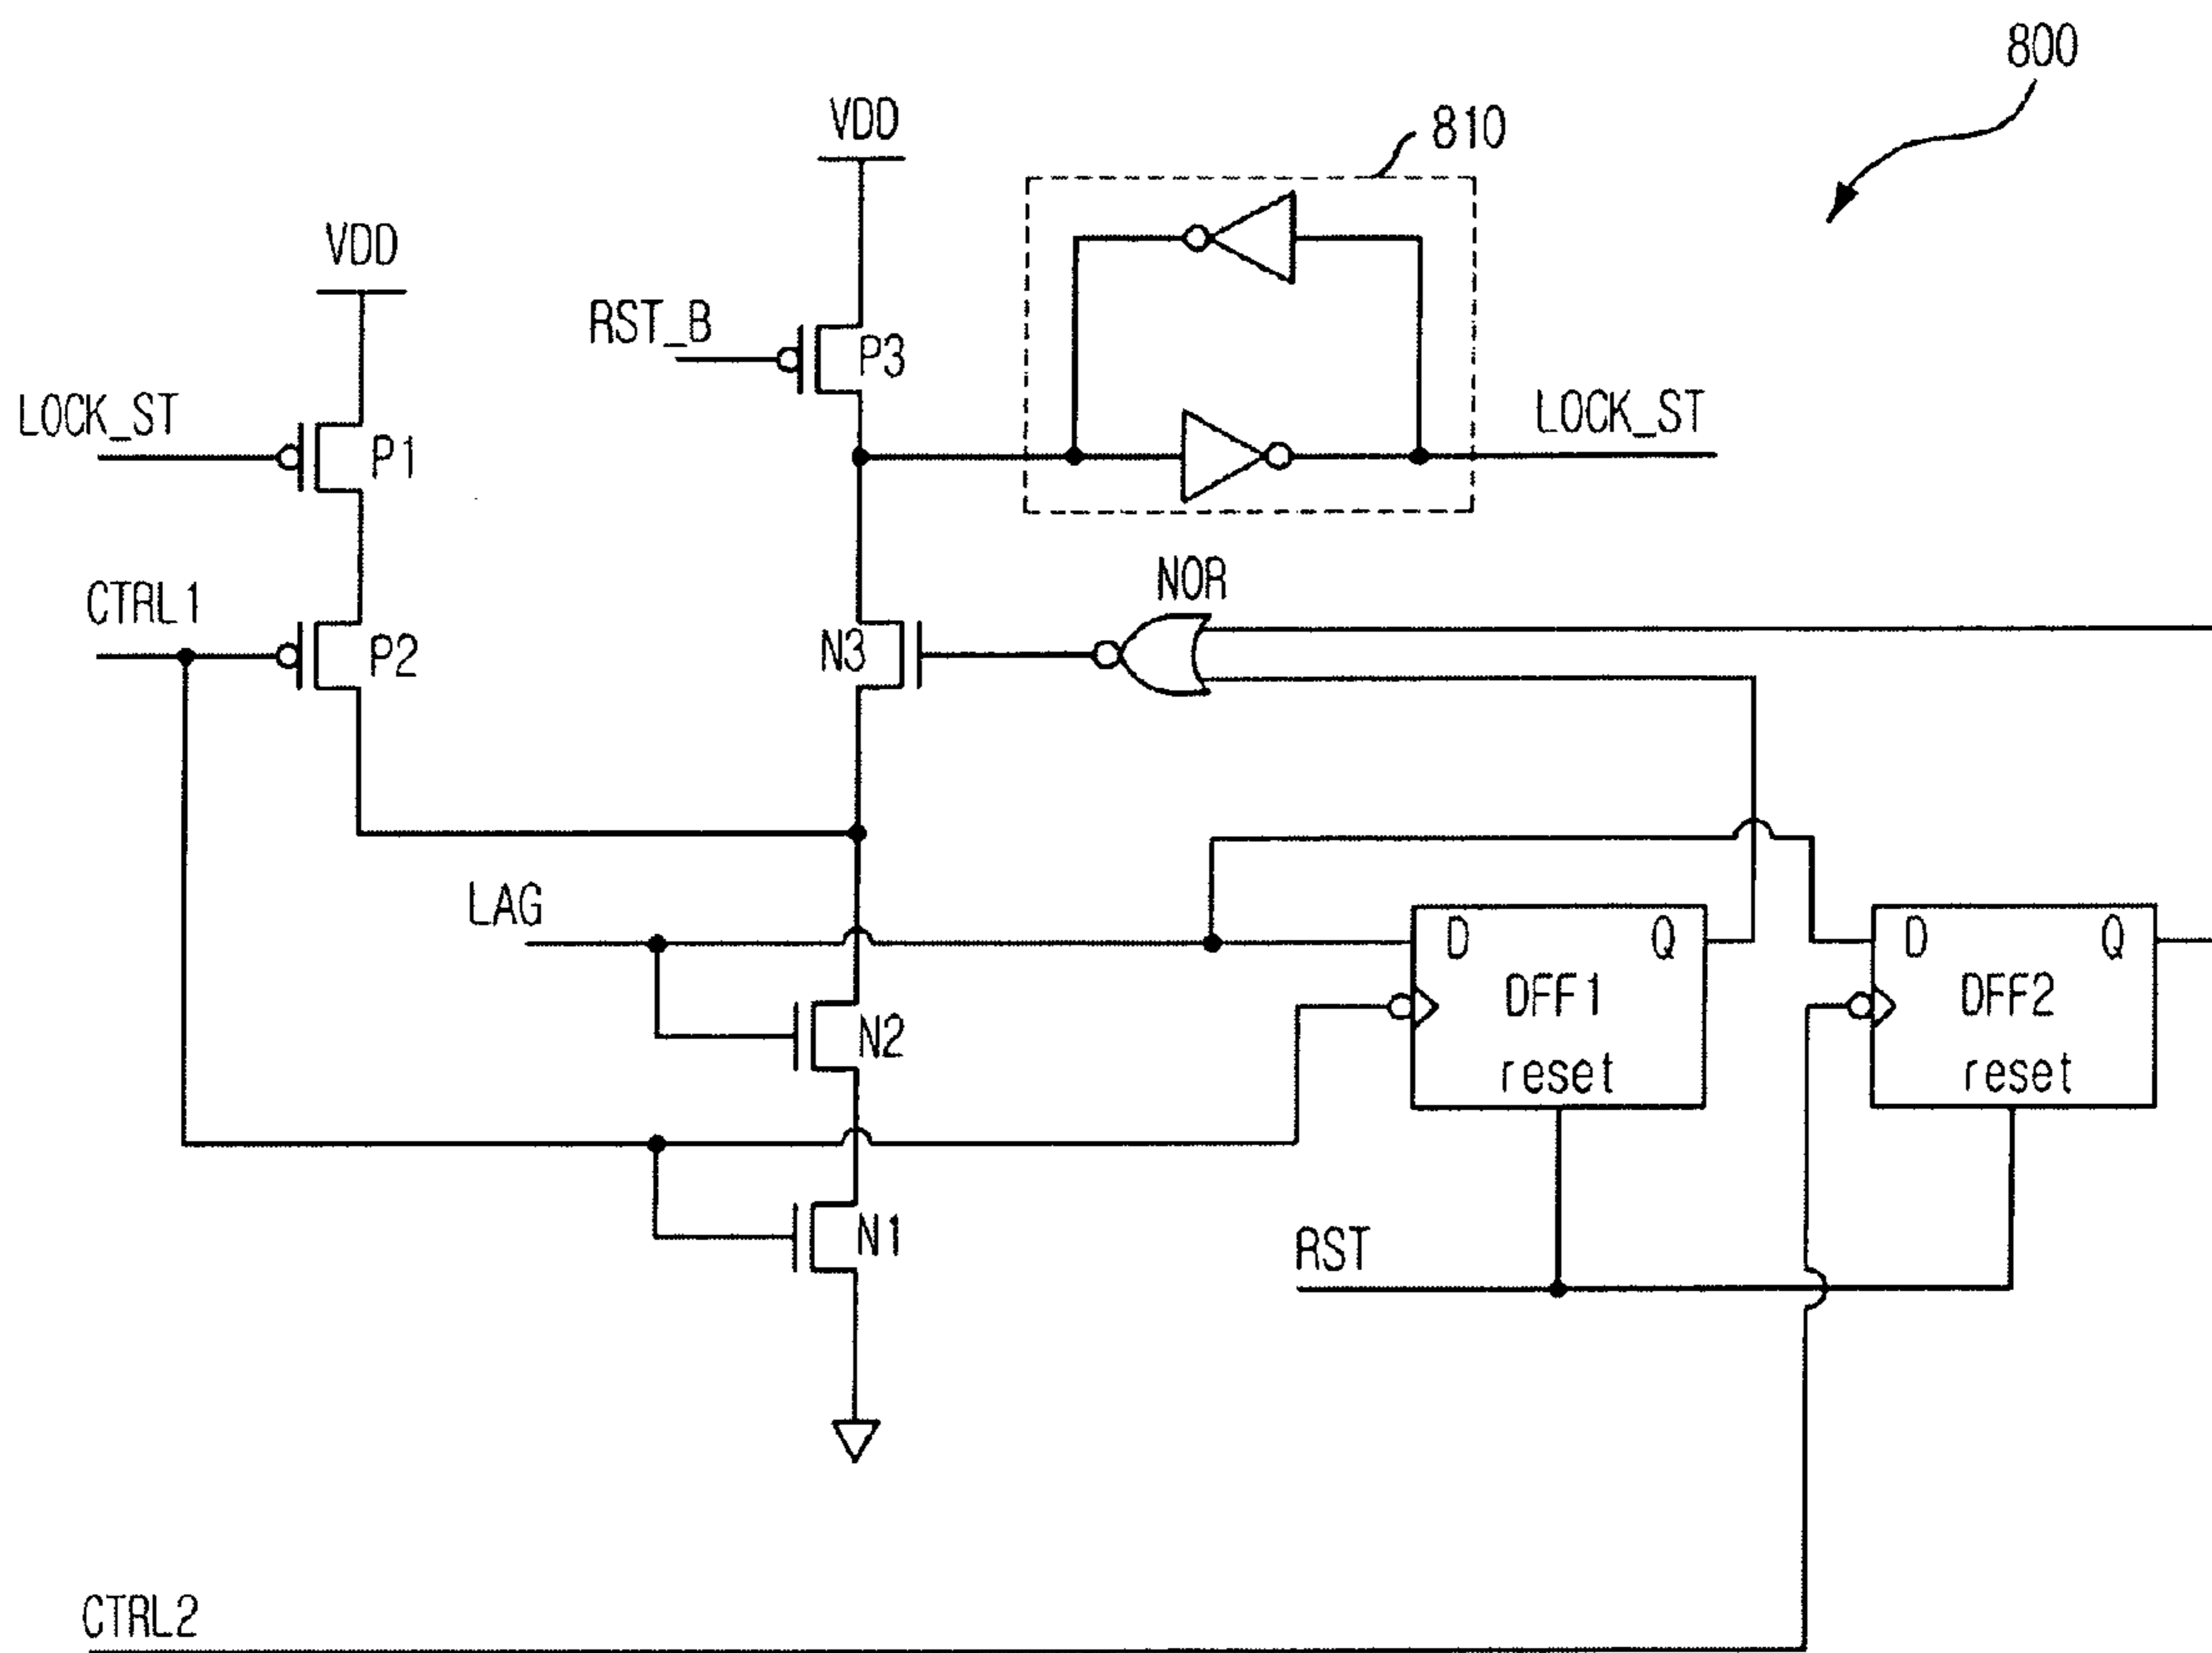 800
VDD
810
VDD
RST_B
P3
LOCK_ST
P1
LOCK_ST
CTRL1
P2
NOR
N3
LAG
D
Q
D
Q
DFF1
DFF2
N2
reset
reset
N1
RST
CTRL2